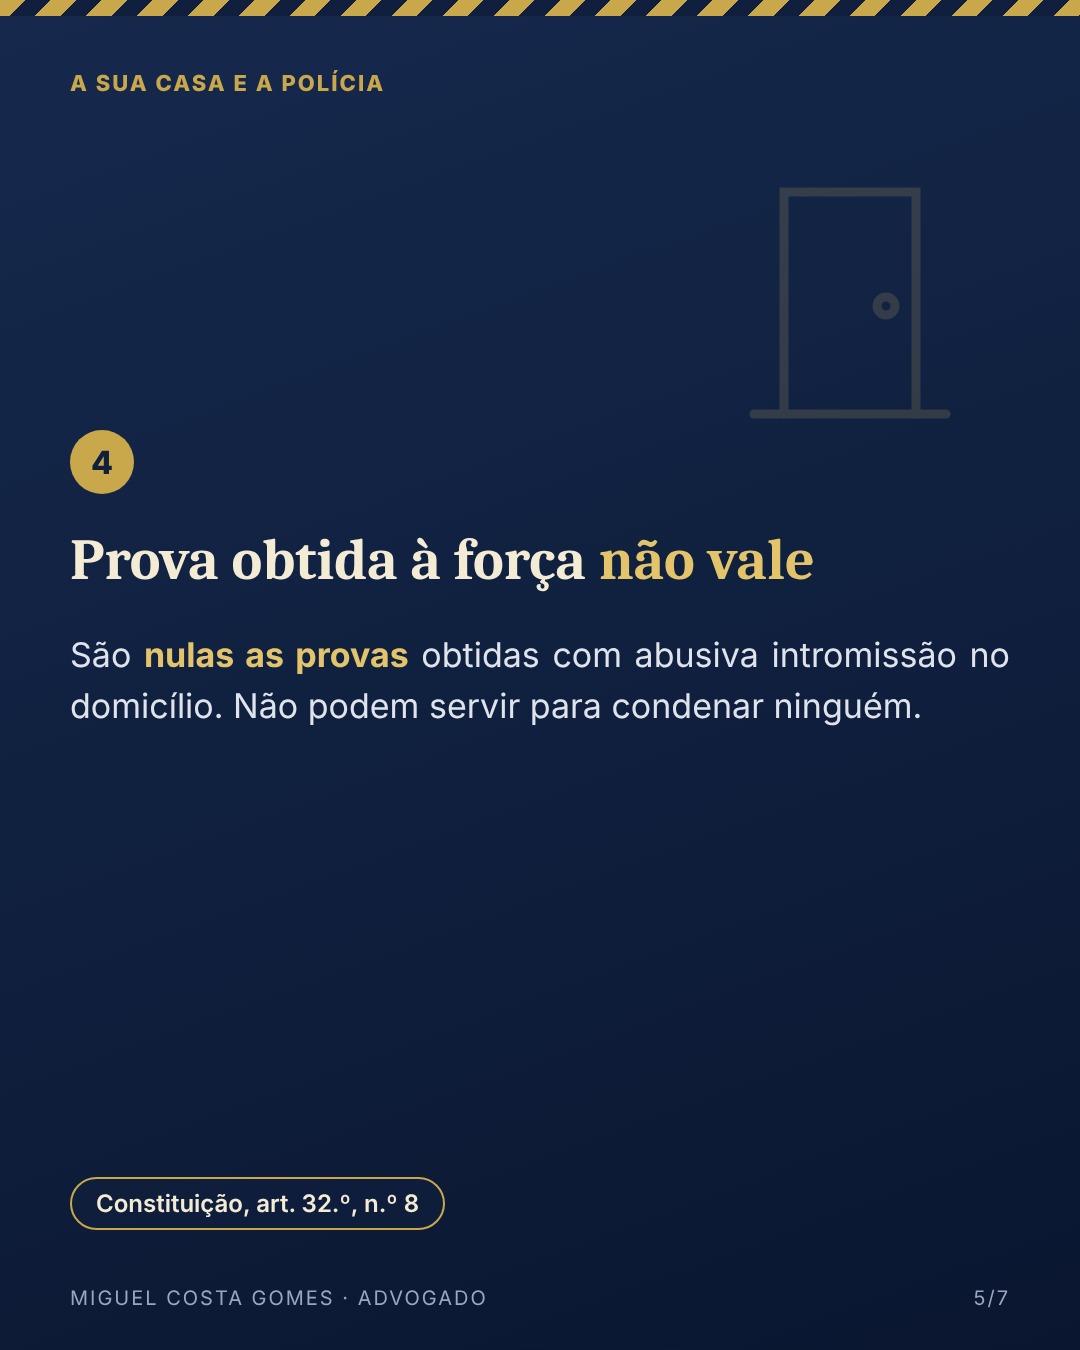 A SUA CASA E A POLÍCIA
4
Prova obtida à força não vale
São nulas as provas obtidas com abusiva intromissão no
domicílio. Não podem servir para condenar ninguém.
Constituição, art. 32.º, n.º 8
MIGUEL COSTA GOMES · ADVOGADO
5/7